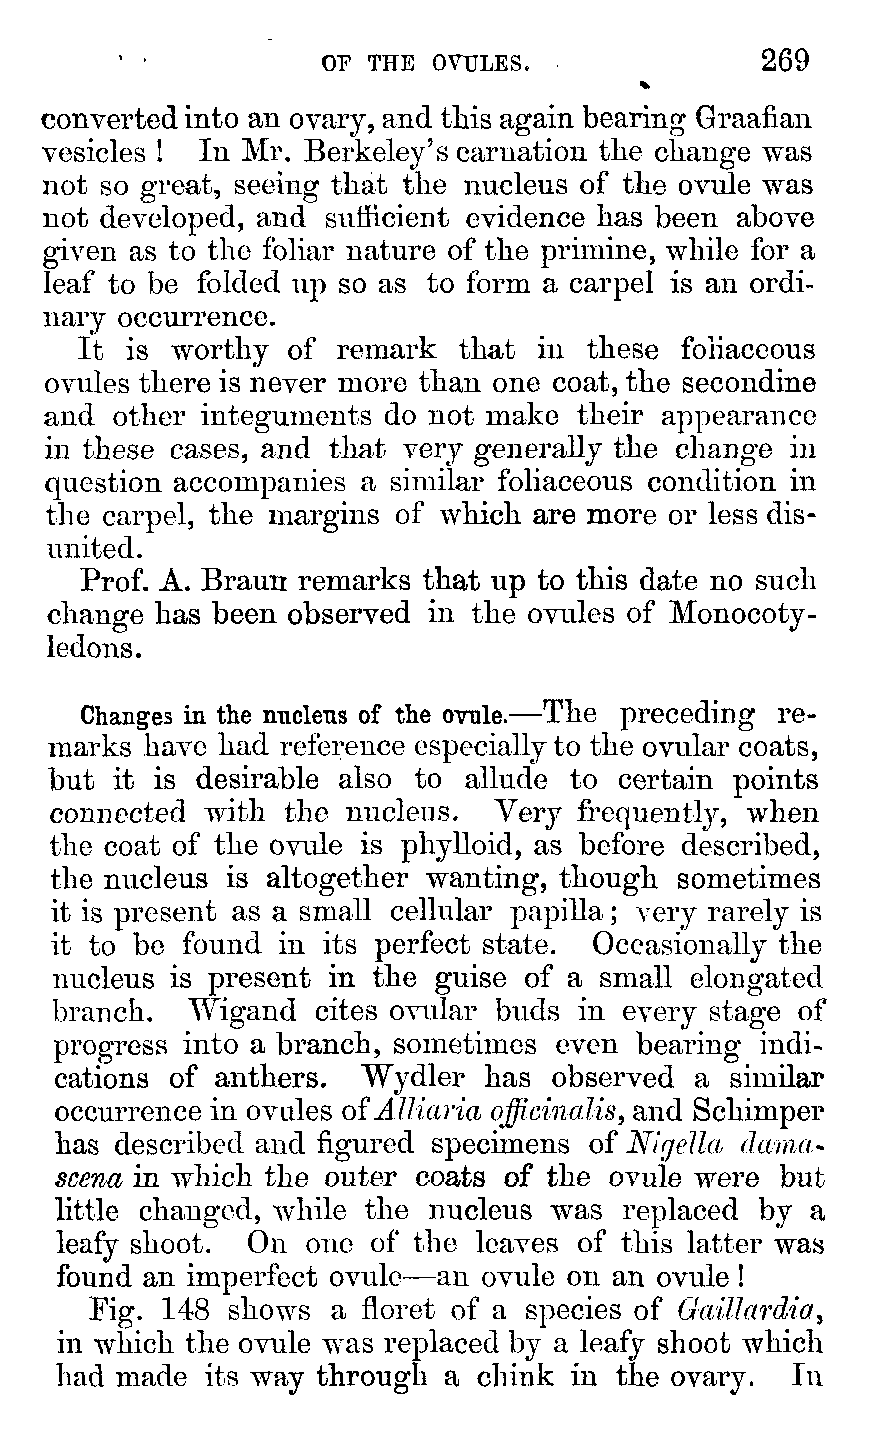 OF THE OVULES. 269
converted into an ovary, and this again bearing Graafian
vesicles ! In Mr. Berkeley's carnation the change was
not so great, seeing that the nucleus of the ovule was
not developed, and sufficient evidence has been above
given as to the foliar nature of the primine, while for a
leaf to be folded up so as to form a carpel is an ordi-
nary occurrence.
It is worthy of remark that in these foliaceous
ovules there is never more than one coat, the secondine
and other integuments do not make their appearance
in these cases, and that very generally the change in
question accompanies a similar foliaceous condition in
the carpel, the margins of which are more or less dis-
united.
Prof. A. Braun remarks that up to this date no such
change has been observed in the ovules of Monocoty-
ledons.
Changes in the nucleus of the ovule.—The preceding re-
marks have had reference especially to the ovular coats,
but it is desirable also to allude to certain points
connected with the nucleus. Very frequently, when
the coat of the ovule is phylloid, as before described,
the nucleus is altogether wanting, though sometimes
it is present as a small cellular papilla; very rarely is
it to be found in its perfect state. Occasionally the
nucleus is present in the guise of a small elongated
branch. Wigand cites ovular buds in every stage of
progress into a branch, sometimes even bearing indi-
cations of anthers. Wydler has observed a similar
occurrence in ovules of Alliaria officinalis, and Schimper
has described and figured specimens of Nigella dama-
scena in which the outer coats of the ovule were but
little changed, while the nucleus was replaced by a
leafy shoot. On one of the leaves of this latter was
found an imperfect ovule—an ovule on an ovule !
Fig. 148 shows a floret of a species of Gaillardia,
in which the ovule was replaced by a leafy shoot which
had made its way through a chink in the ovary. In